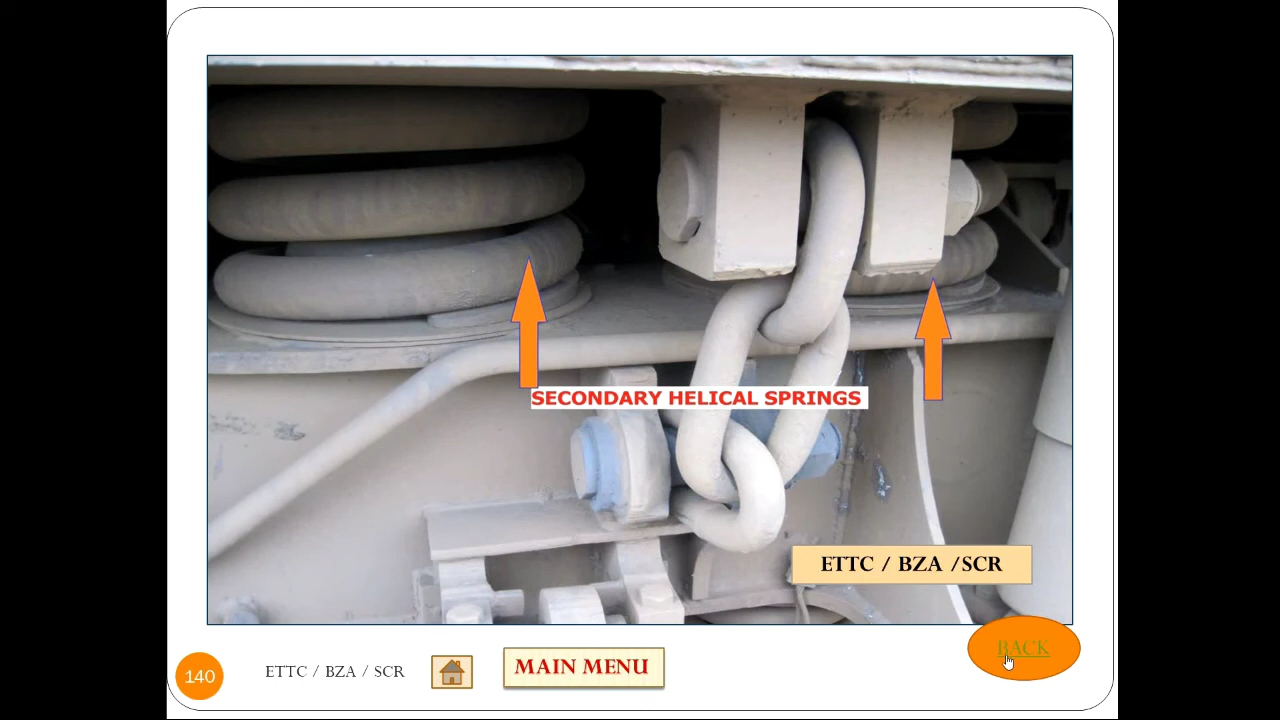 SECONDARY HELICAL SPRINGS
ETTC / BZA /SCR
BACK
140
ETTC / BZA / SCR
MAIN MENU